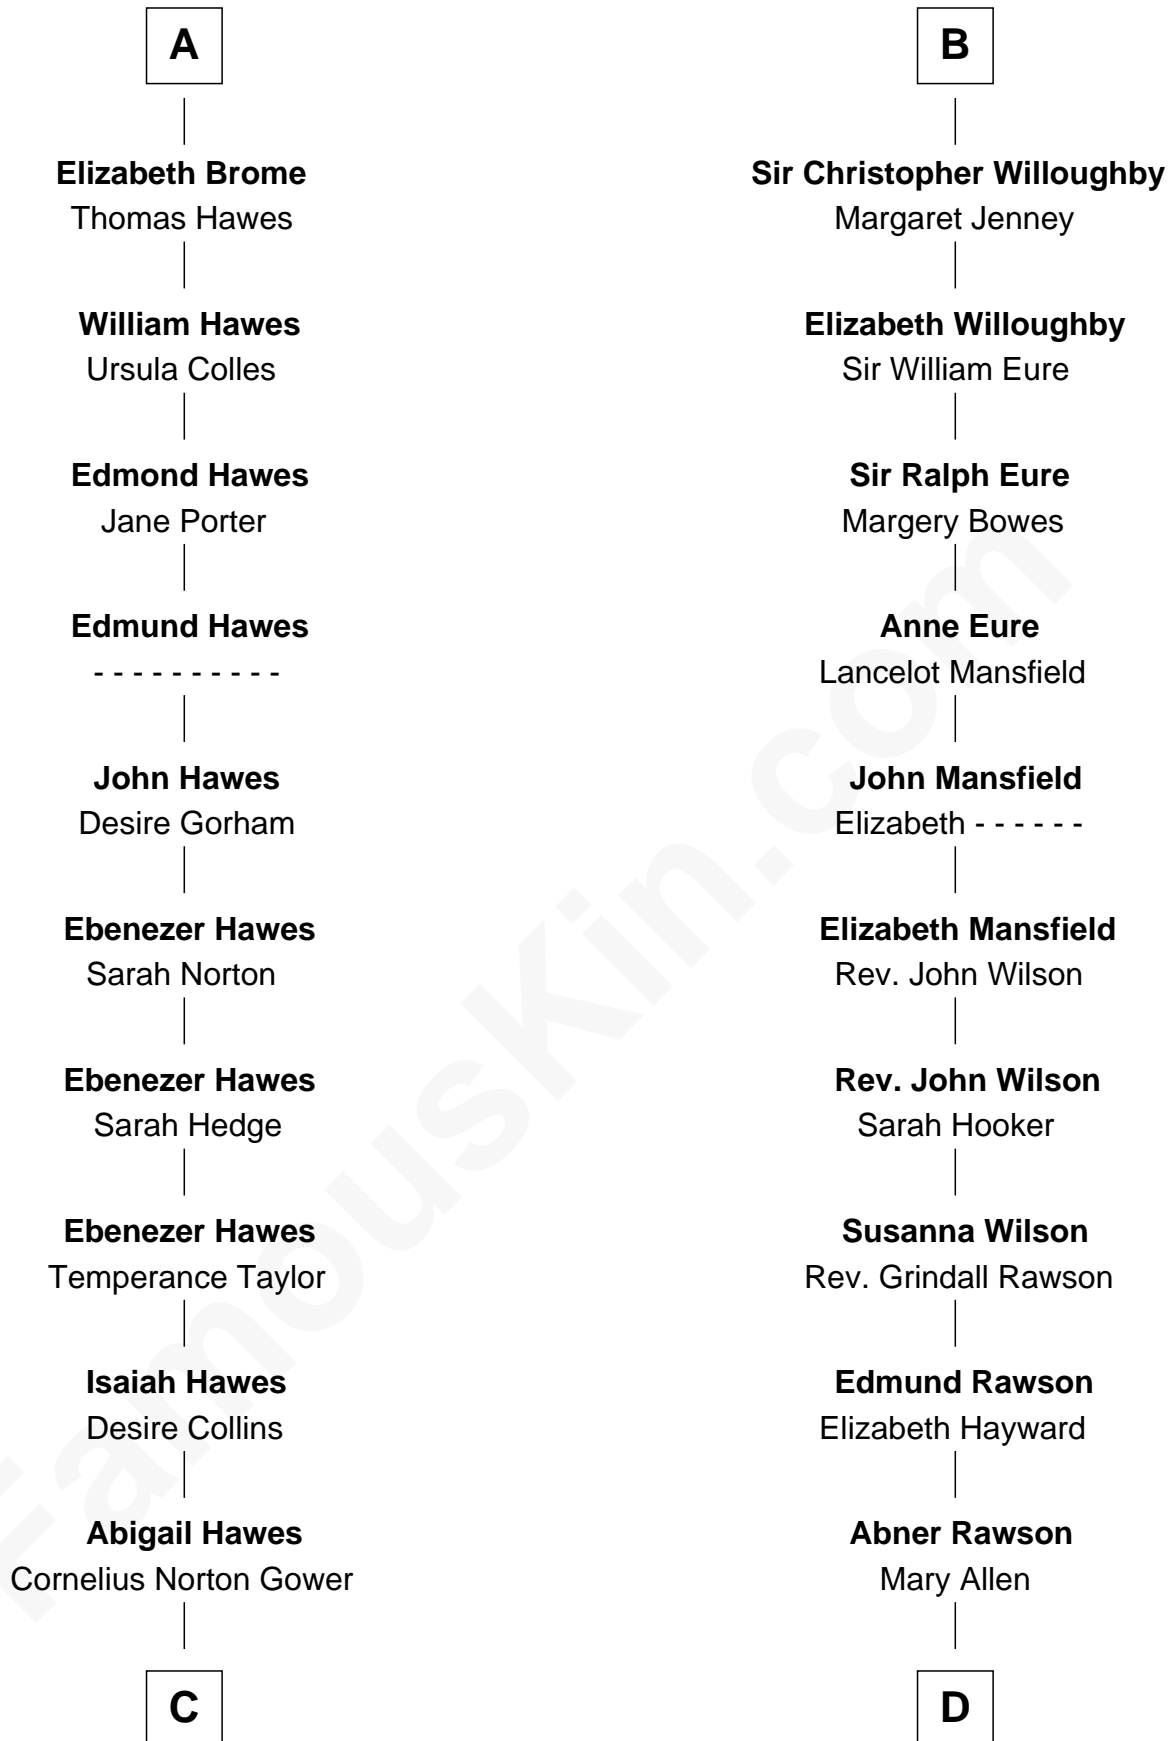 A
Elizabeth Brome
Thomas Hawes
William Hawes
Ursula Colles
Edmond Hawes
Jane Porter
Edmund Hawes
- - - - - - - - - -
John Hawes
Desire Gorham
Ebenezer Hawes
Sarah Norton
Ebenezer Hawes
Sarah Hedge
Ebenezer Hawes
Temperance Taylor
Isaiah Hawes
Desire Collins
Abigail Hawes
Cornelius Norton Gower
C
B
Sir Christopher Willoughby
Margaret Jenney
Elizabeth Willoughby
Sir William Eure
Sir Ralph Eure
Margery Bowes
Anne Eure
Lancelot Mansfield
John Mansfield
Elizabeth - - - - - -
Elizabeth Mansfield
Rev. John Wilson
Rev. John Wilson
Sarah Hooker
Susanna Wilson
Rev. Grindall Rawson
Edmund Rawson
Elizabeth Hayward
Abner Rawson
Mary Allen
D
FamousKin.com